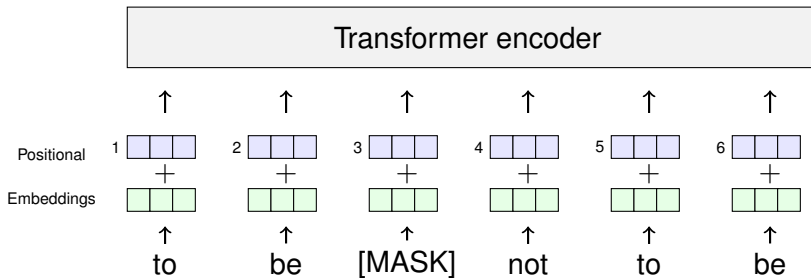 Transformer encoder
Positional 1 2 3 4 5 6
+ + + + + +
Embeddings
to be [MASK] not to be